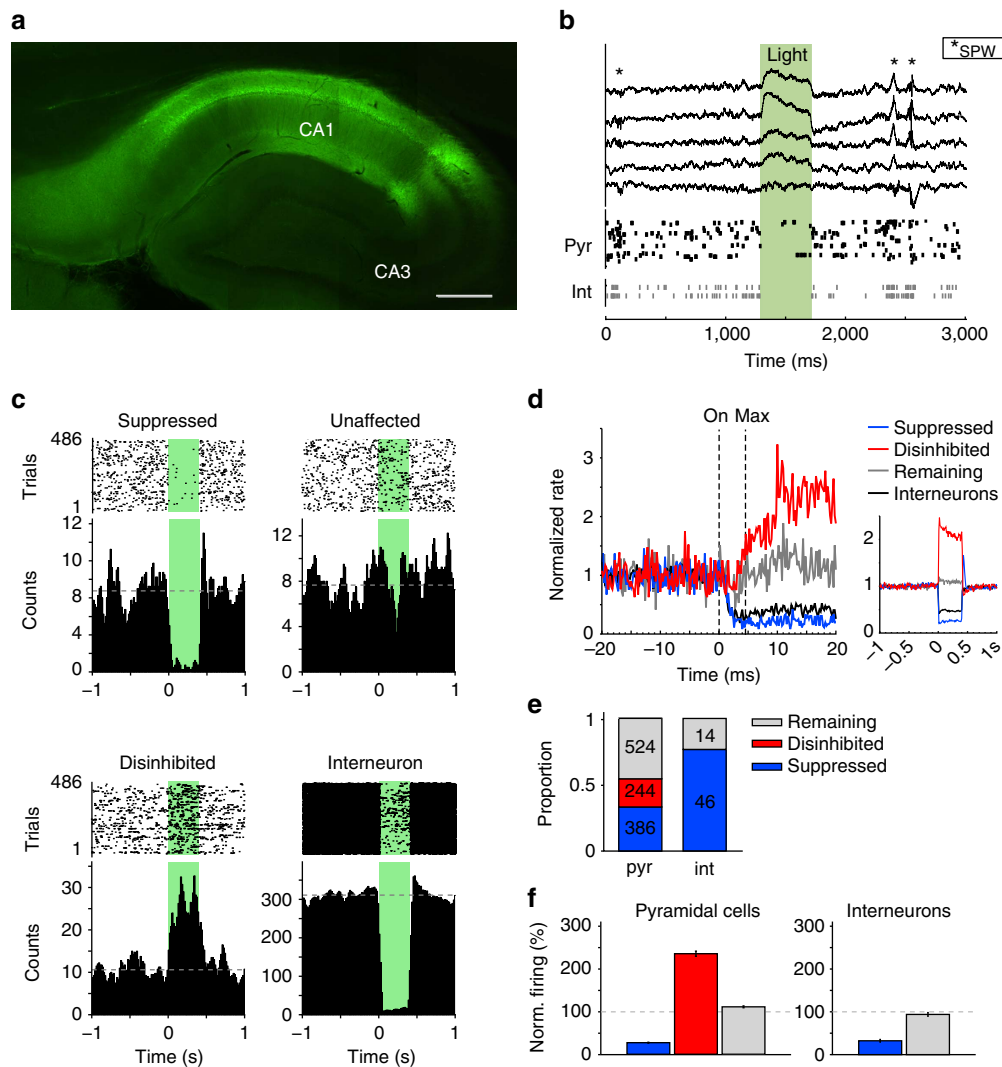 a
CA1
CA3
b
*SPW
Light
* * *
Pyr
Int
0 1,000 2,000 3,000
Time (ms)
c
Suppressed
486
Trials
1
12
10
8
6
4
2
0
Counts
−1 0 1
Unaffected
12
8
4
0
−1 0 1
Disinhibited
486
Trials
1
30
25
20
15
10
5
0
Counts
−1 0 1
Time (s)
Interneuron
300
200
100
0
−1 0 1
Time (s)
d
On Max
3
2
1
0
Normalized rate
−20 −10 0 10 20
Time (ms)
Suppressed
Disinhibited
Remaining
Interneurons
2
1
0
−1 −0.5 0 0.5 1s
e
1
0.5
0
Proportion
524
244
386
14
46
pyr int
Remaining
Disinhibited
Suppressed
f
Pyramidal cells
300
200
100
0
Norm. firing (%)
Interneurons
300
200
100
0